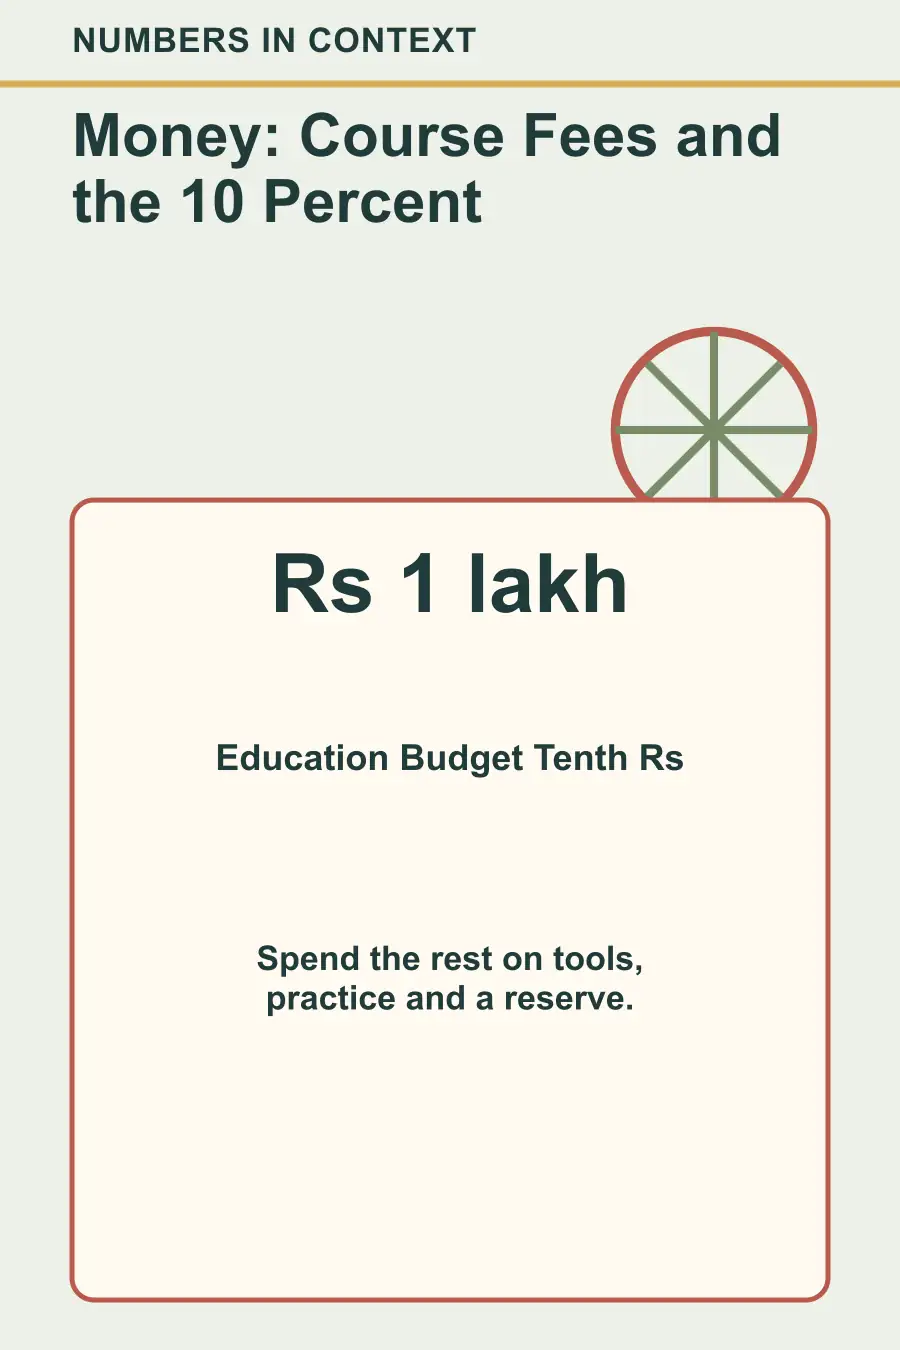 NUMBERS IN CONTEXT
Money: Course Fees and
the 10 Percent
Rs 1 lakh
Education Budget Tenth Rs
Spend the rest on tools,
practice and a reserve.